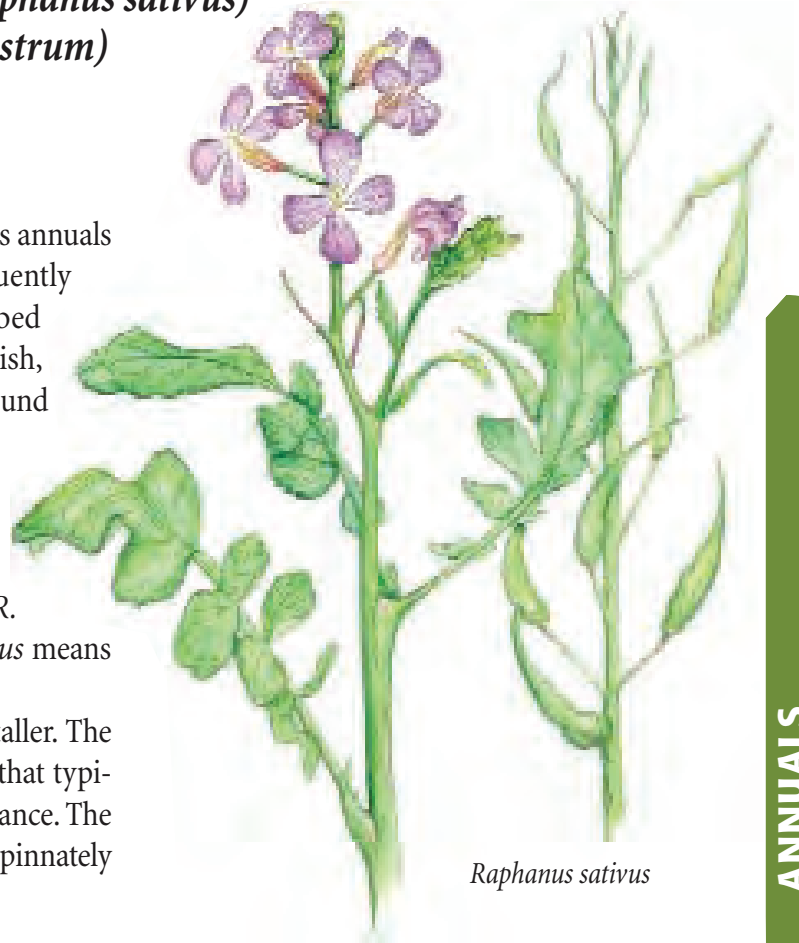 phanus sativus)
strum)
s annuals
uently
bed
ish,
und
R.
us means
aller. The
that typi-
ance. The
pinnately
Raphanus sativus
ANNUALS